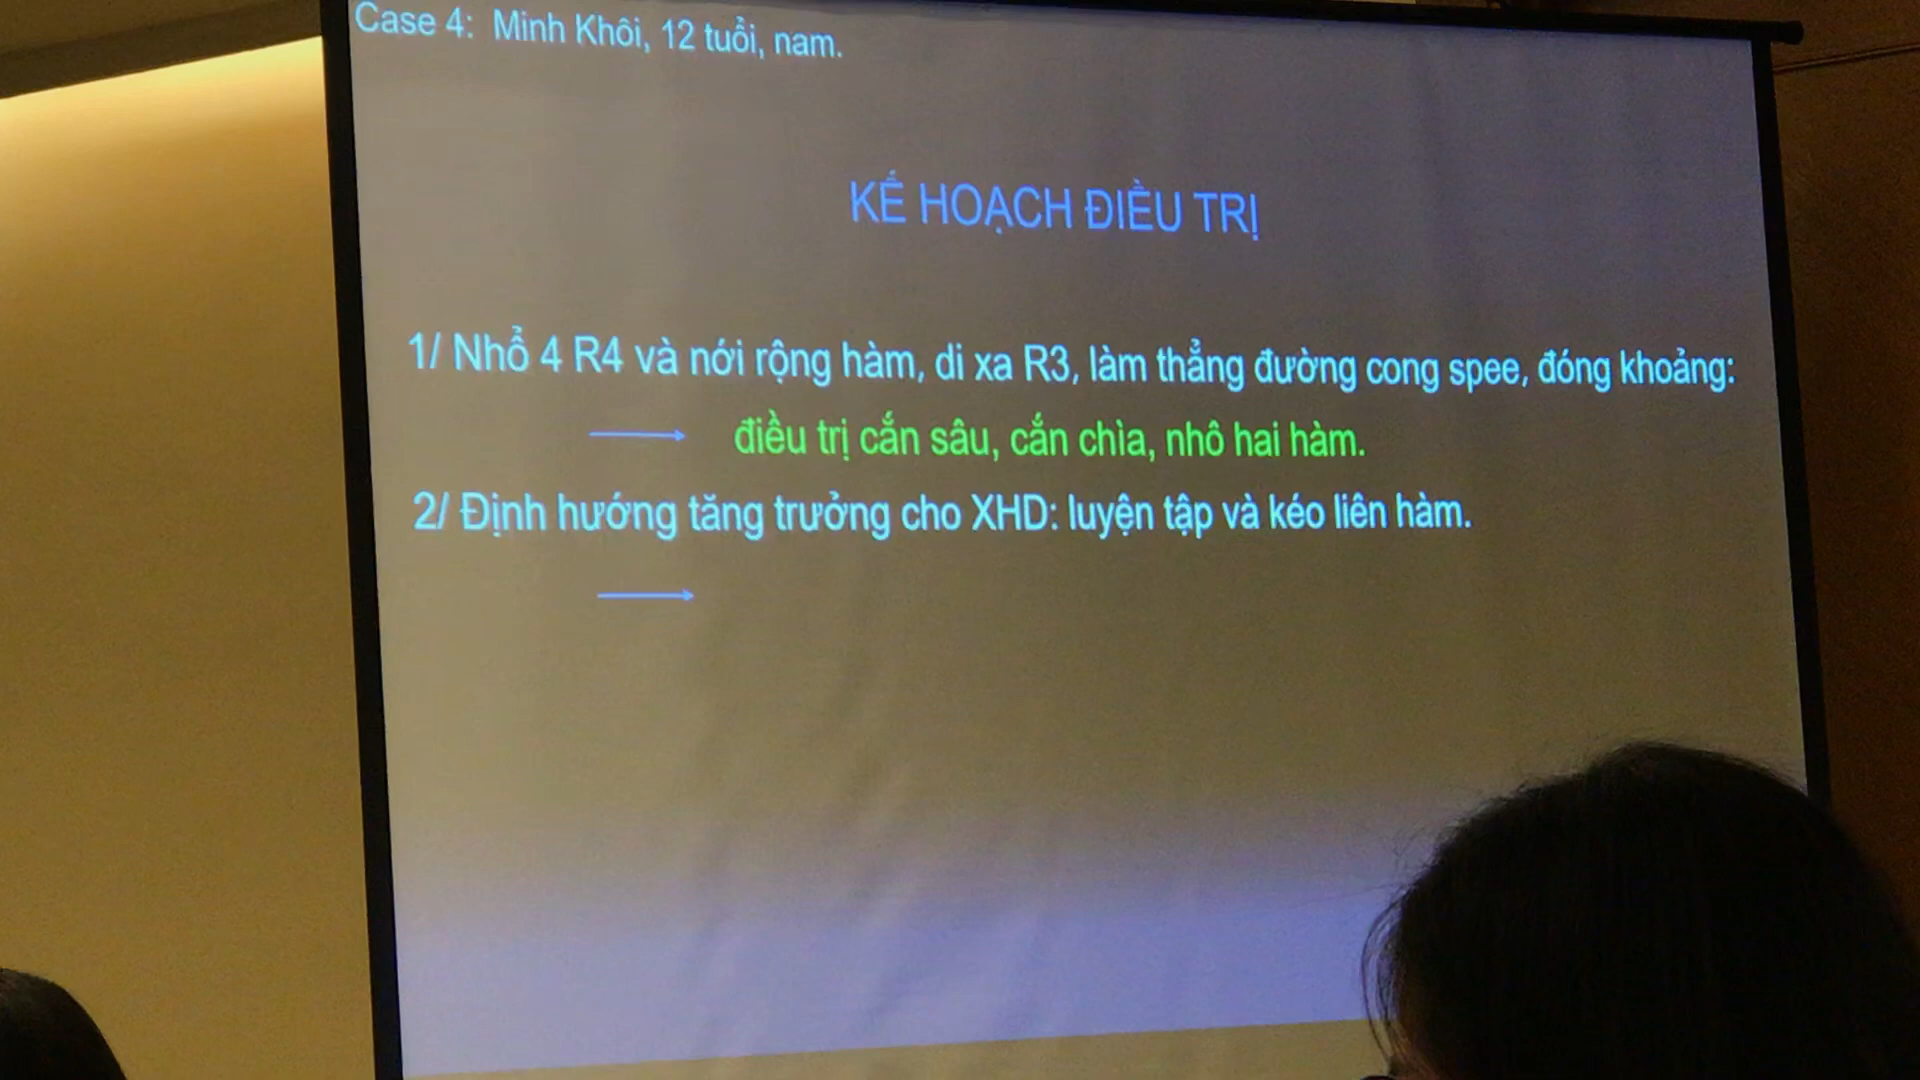 Case 4: Minh Khôi, 12 tuổi, nam.
KẾ HOẠCH ĐIỀU TRỊ
1/ Nhổ 4 R4 và nới rộng hàm, di xa R3, làm thẳng đường cong spee, đóng khoảng:
điều trị cắn sâu, cắn chìa, nhô hai hàm.
2/ Định hướng tăng trưởng cho XHD: luyện tập và kéo liên hàm.